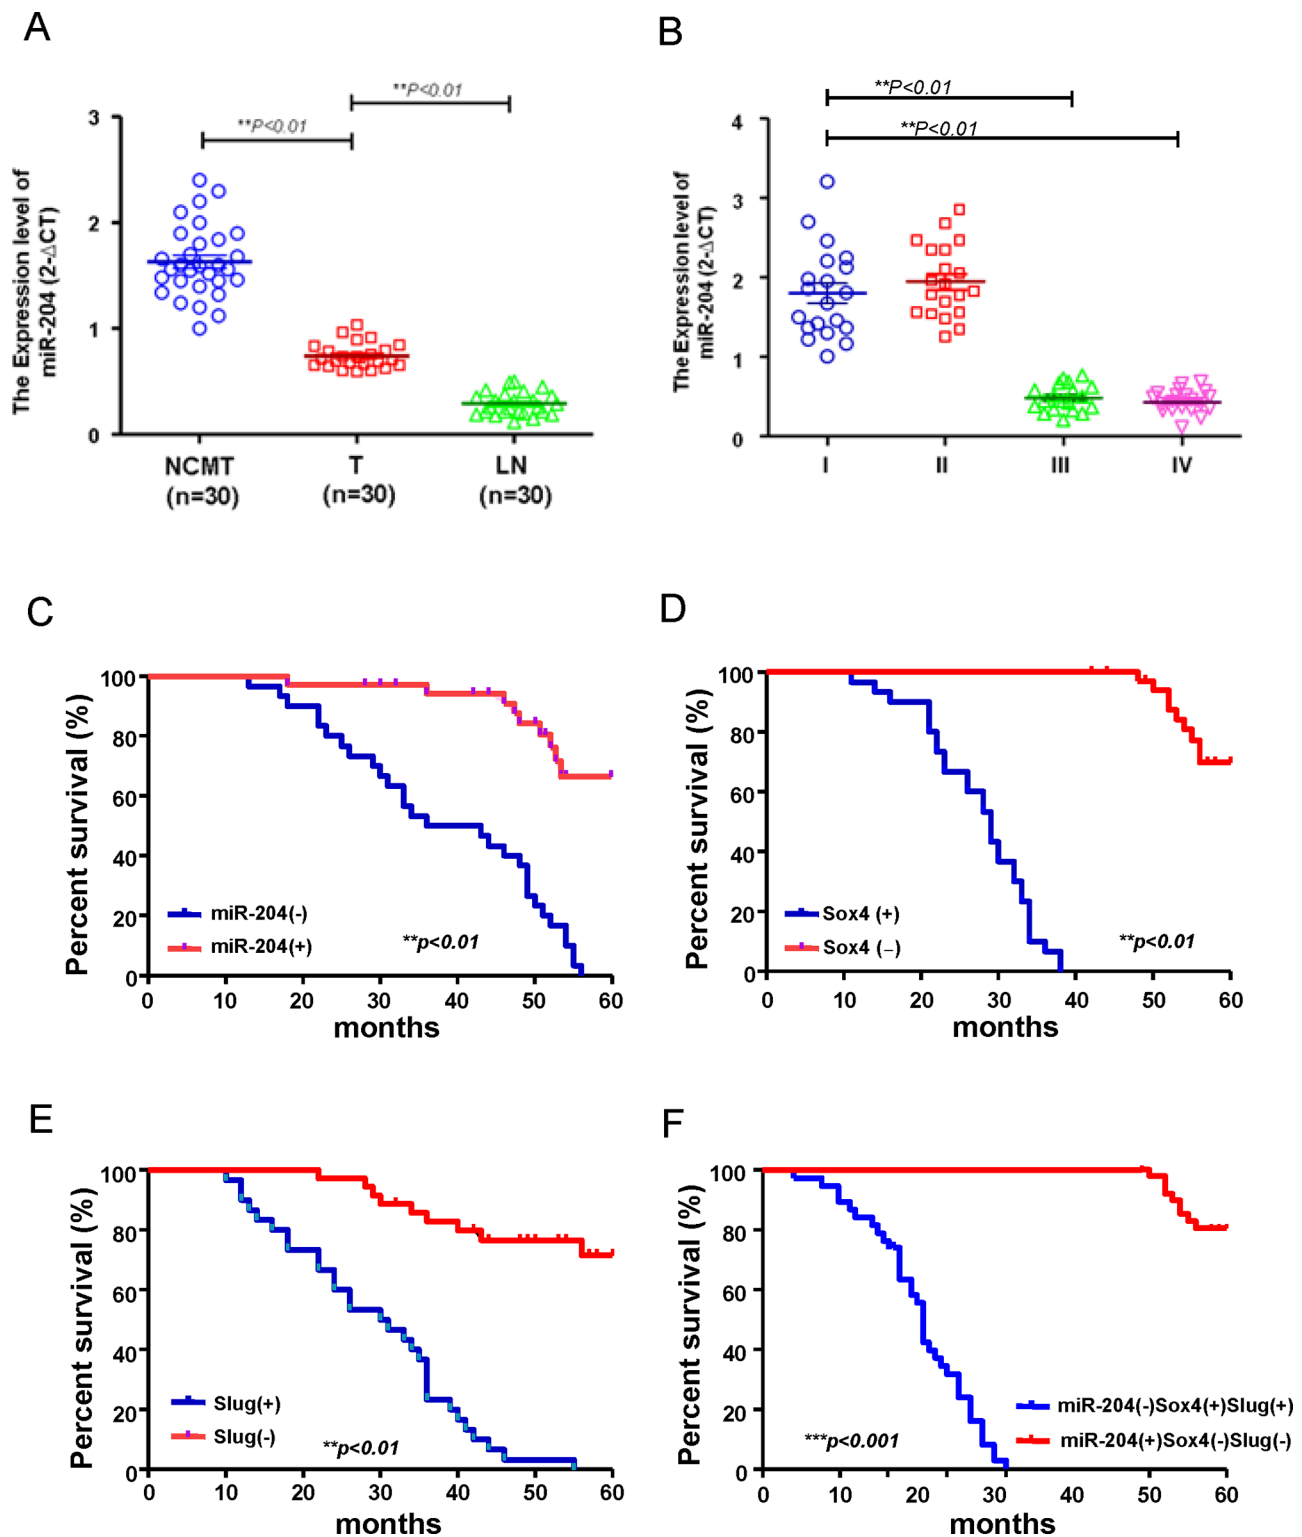 A
The Expression level of
miR-204 (2-ΔCT)
**P<0.01
**P<0.01
3
2
1
0
NCMT
(n=30)
T
(n=30)
LN
(n=30)
B
The Expression level of
miR-204 (2-ΔCT)
**P<0.01
**P<0.01
4
3
2
1
0
I
II
III
IV
C
Percent survival (%)
100
80
60
40
20
0
miR-204(-)
miR-204(+)
**p<0.01
0 10 20 30 40 50 60
months
D
Percent survival (%)
100
80
60
40
20
0
Sox4 (+)
Sox4 (–)
**p<0.01
0 10 20 30 40 50 60
months
E
Percent survival (%)
100
80
60
40
20
0
Slug(+)
Slug(-)
**p<0.01
0 10 20 30 40 50 60
months
F
Percent survival (%)
100
80
60
40
20
0
miR-204(-)Sox4(+)Slug(+)
miR-204(+)Sox4(-)Slug(-)
***p<0.001
0 10 20 30 40 50 60
months